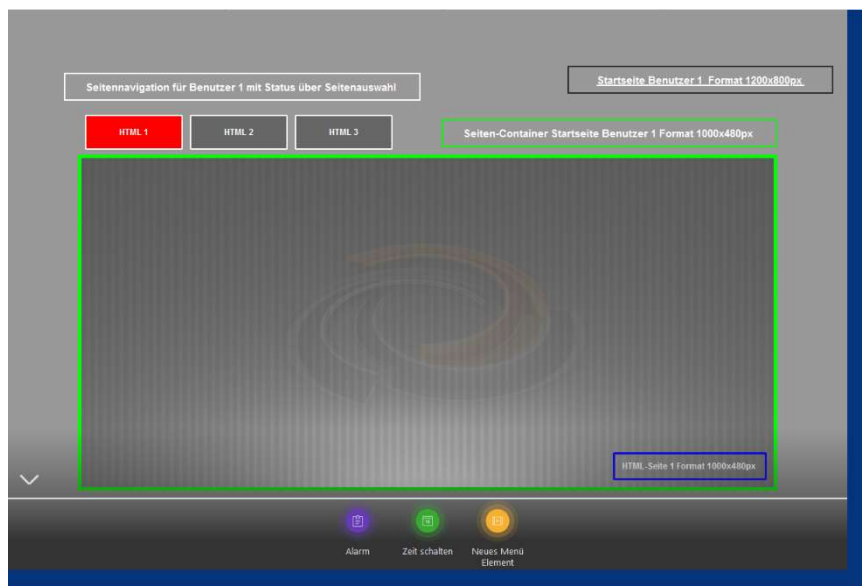 Startseite Benutzer 1 Format 1200x800px
Seitennavigation für Benutzer 1 mit Status über Seitenauswahl
HTML 1
HTML 2
HTML 3
Seiten-Container Startseite Benutzer 1 Format 1000x480px
HTML-Seite 1 Format 1000x480px
Alarm
Zeit schalten
Neues Menü
Element